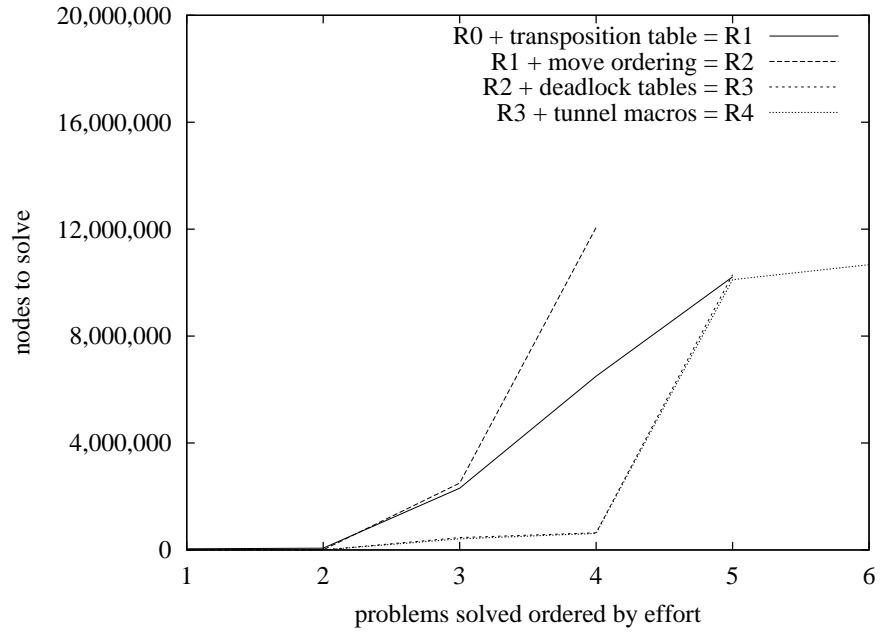 20,000,000
16,000,000
12,000,000
8,000,000
4,000,000
0
nodes to solve
R0 + transposition table = R1
R1 + move ordering = R2
R2 + deadlock tables = R3
R3 + tunnel macros = R4
1 2 3 4 5 6
problems solved ordered by effort